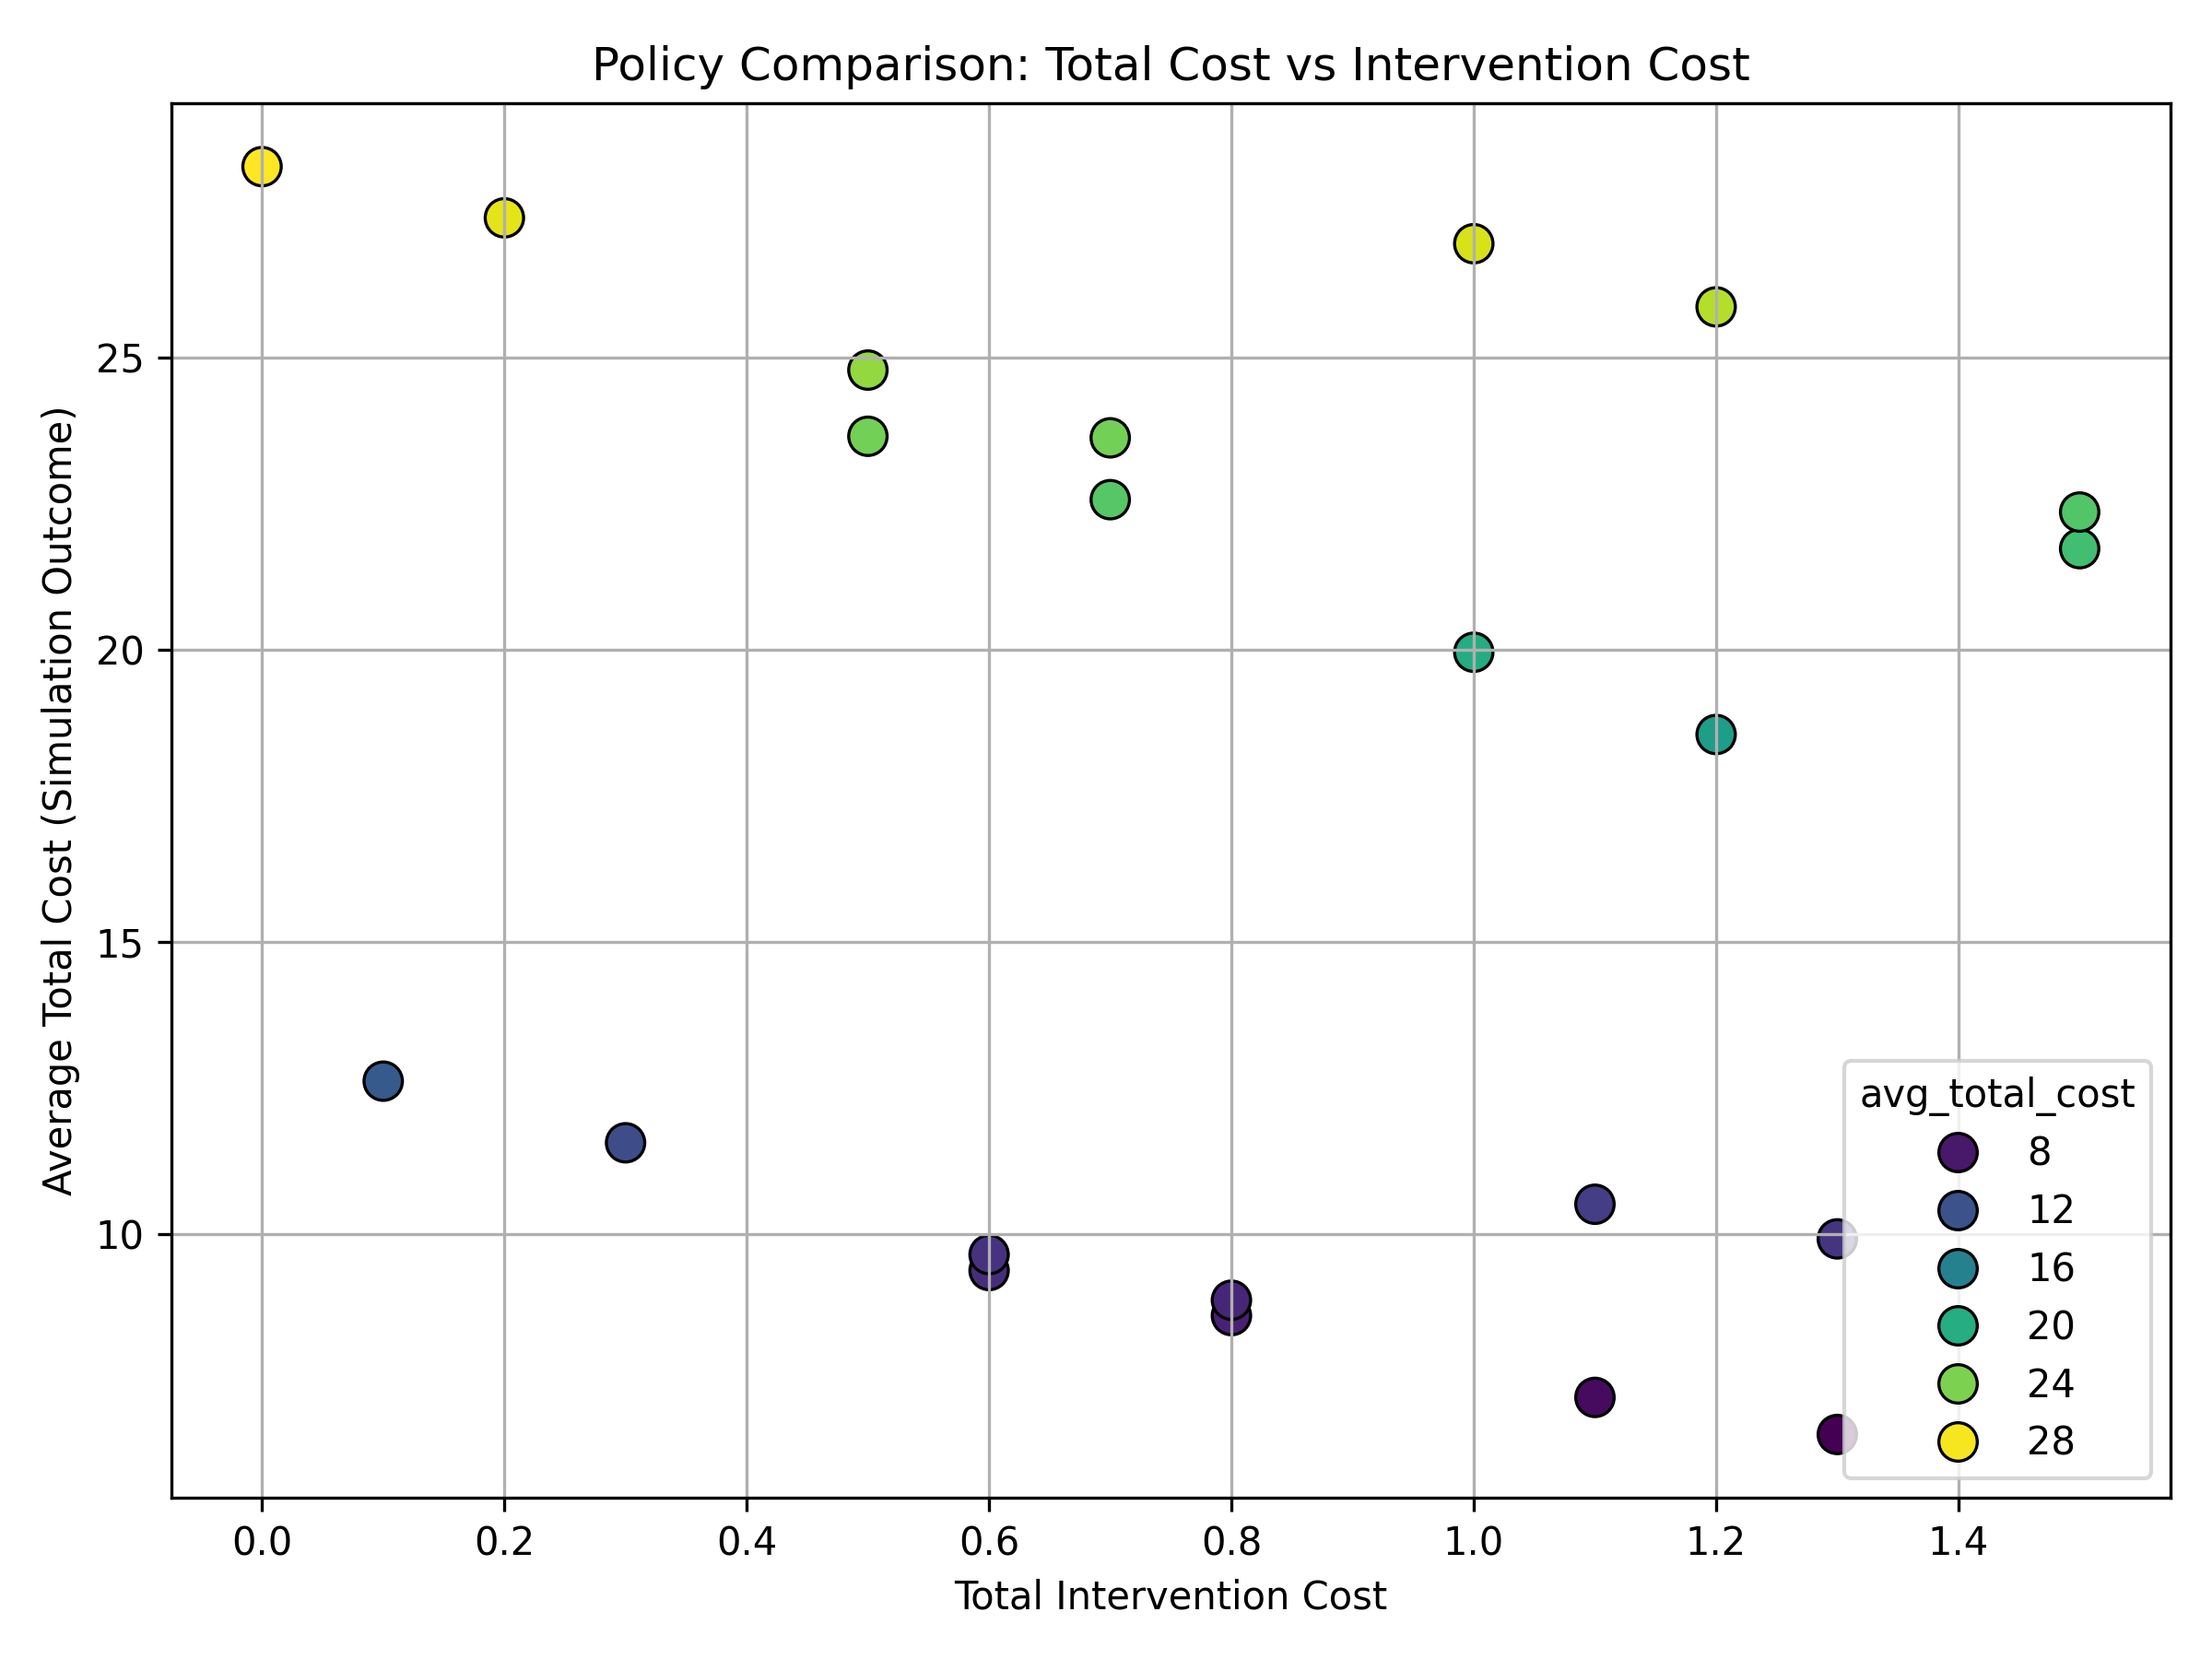 Policy Comparison: Total Cost vs Intervention Cost
Average Total Cost (Simulation Outcome)
25
20
15
10
avg_total_cost
8
12
16
20
24
28
0.0 0.2 0.4 0.6 0.8 1.0 1.2 1.4
Total Intervention Cost